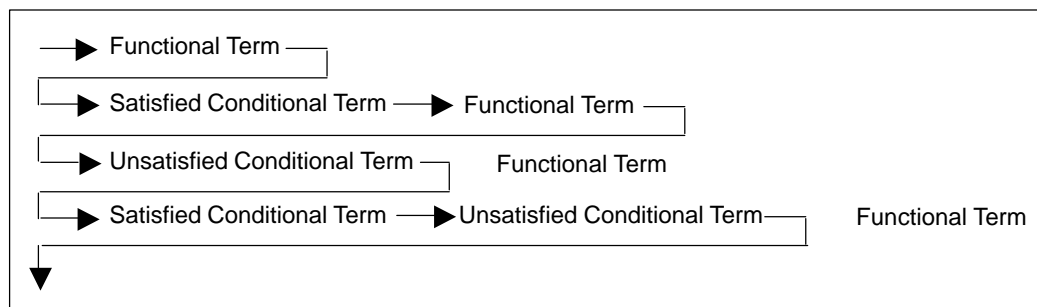 Functional Term
Satisfied Conditional Term Functional Term
Unsatisfied Conditional Term Functional Term
Satisfied Conditional Term Unsatisfied Conditional Term Functional Term